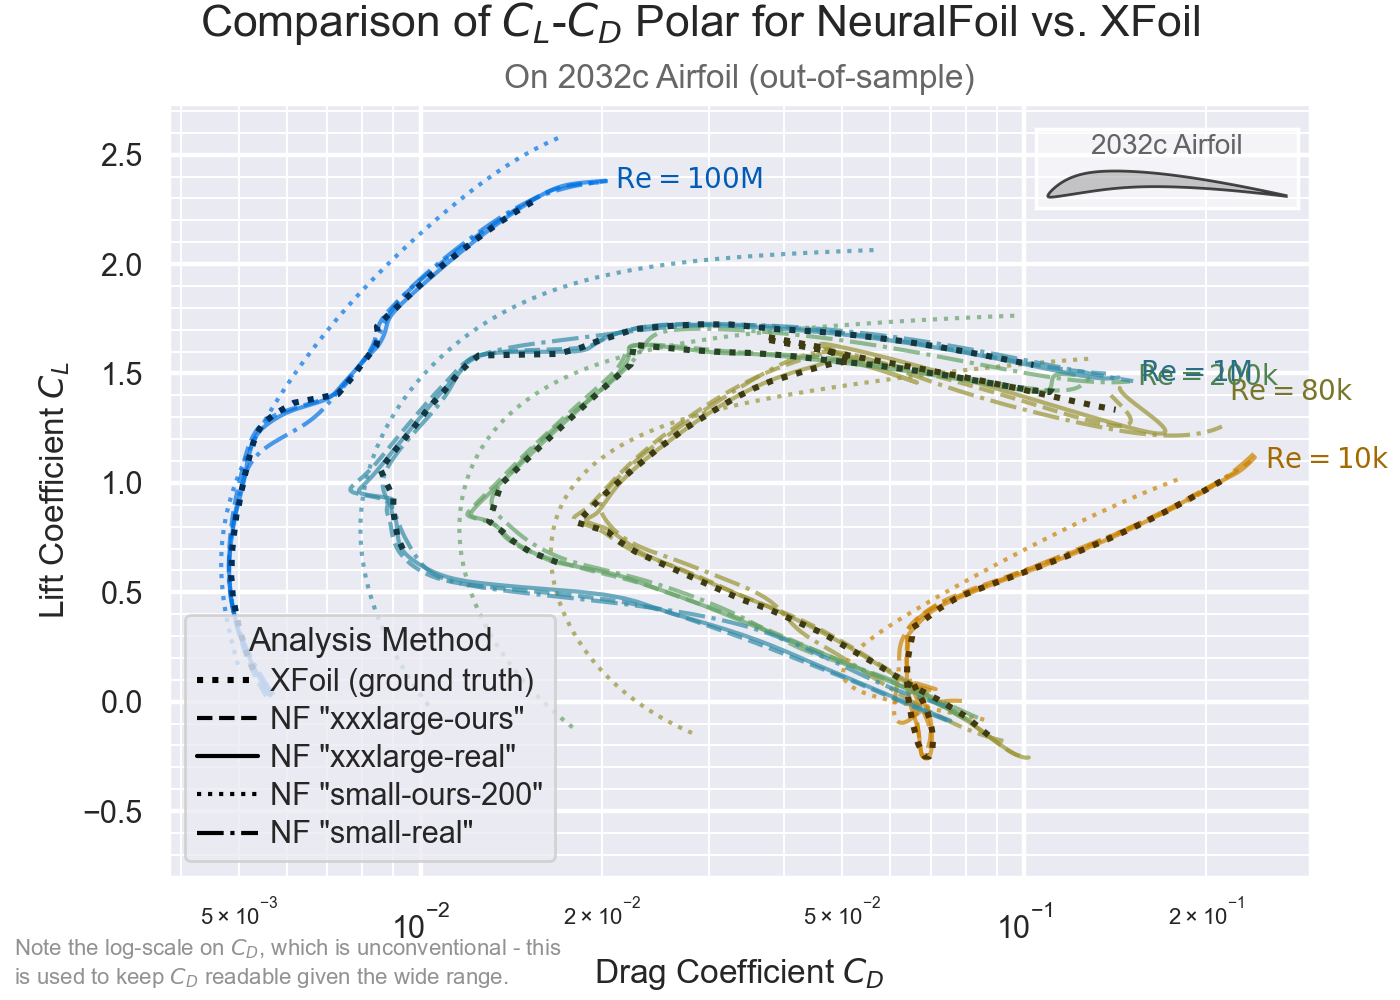 Comparison of C_L-C_D Polar for NeuralFoil vs. XFoil
On 2032c Airfoil (out-of-sample)
2032c Airfoil
Re = 100M
Re = 1M
Re = 200k
Re = 80k
Re = 10k
Lift Coefficient C_L
2.5
2.0
1.5
1.0
0.5
0.0
−0.5
Analysis Method
XFoil (ground truth)
NF "xxxlarge-ours"
NF "xxxlarge-real"
NF "small-ours-200"
NF "small-real"
5 × 10⁻³
10⁻²
2 × 10⁻²
5 × 10⁻²
10⁻¹
2 × 10⁻¹
Drag Coefficient C_D
Note the log-scale on C_D, which is unconventional - this
is used to keep C_D readable given the wide range.